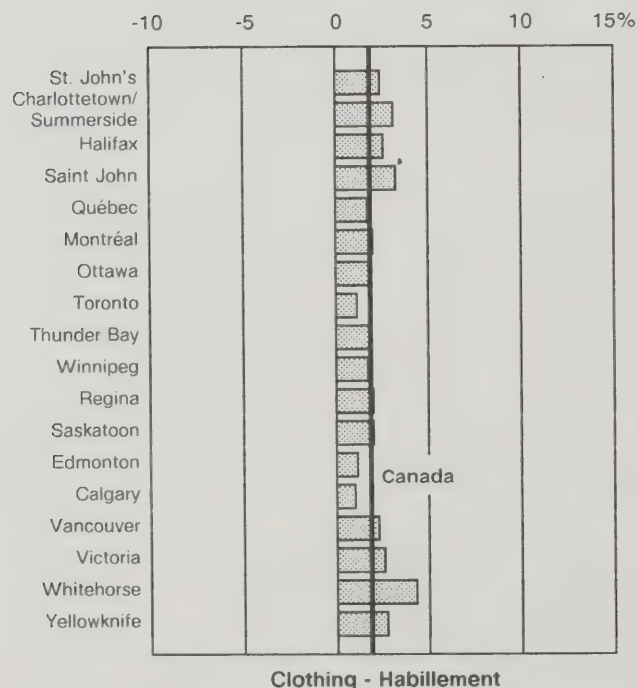 -10 -5 0 5 10 15%
St. John's
Charlottetown/
Summerside
Halifax
Saint John
Québec
Montréal
Ottawa
Toronto
Thunder Bay
Winnipeg
Regina
Saskatoon
Edmonton
Canada
Calgary
Vancouver
Victoria
Whitehorse
Yellowknife
Clothing - Habillement